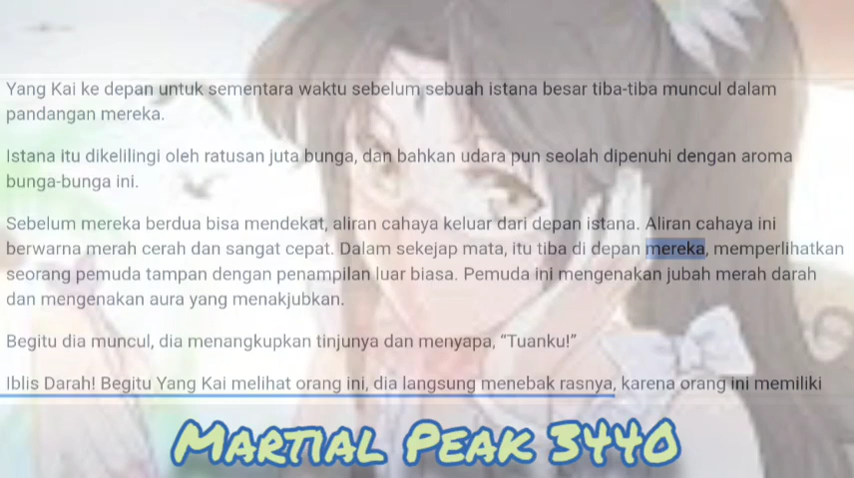 Yang Kai ke depan untuk sementara waktu sebelum sebuah istana besar tiba-tiba muncul dalam
pandangan mereka.
Istana itu dikelilingi oleh ratusan juta bunga, dan bahkan udara pun seolah dipenuhi dengan aroma
bunga-bunga ini.
Sebelum mereka berdua bisa mendekat, aliran cahaya keluar dari depan istana. Aliran cahaya ini
berwarna merah cerah dan sangat cepat. Dalam sekejap mata, itu tiba di depan mereka, memperlihatkan
seorang pemuda tampan dengan penampilan luar biasa. Pemuda ini mengenakan jubah merah darah
dan mengenakan aura yang menakjubkan.
Begitu dia muncul, dia menangkupkan tinjunya dan menyapa, “Tuanku!”
Iblis Darah! Begitu Yang Kai melihat orang ini, dia langsung menebak rasnya, karena orang ini memiliki
Martial Peak 3440